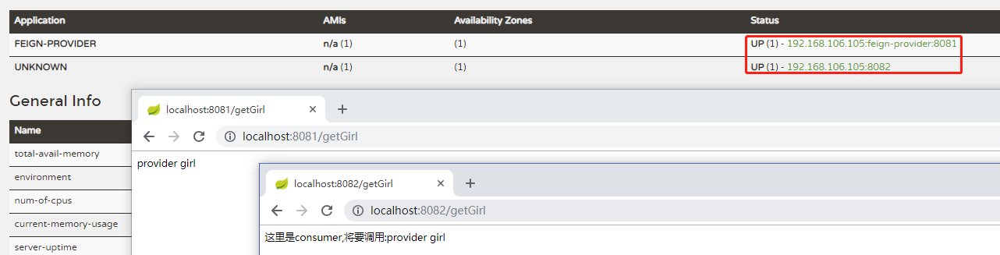 Application AMIs Availability Zones Status
FEIGN-PROVIDER n/a (1) (1) UP (1) - 192.168.106.105:feign-provider:8081
UNKNOWN n/a (1) (1) UP (1) - 192.168.106.105:8082
General Info
Name
total-avail-memory
environment
num-of-cpus
current-memory-usage
server-uptime
localhost:8081/getGirl
localhost:8081/getGirl
provider girl
localhost:8082/getGirl
localhost:8082/getGirl
这里是consumer,将要调用:provider girl